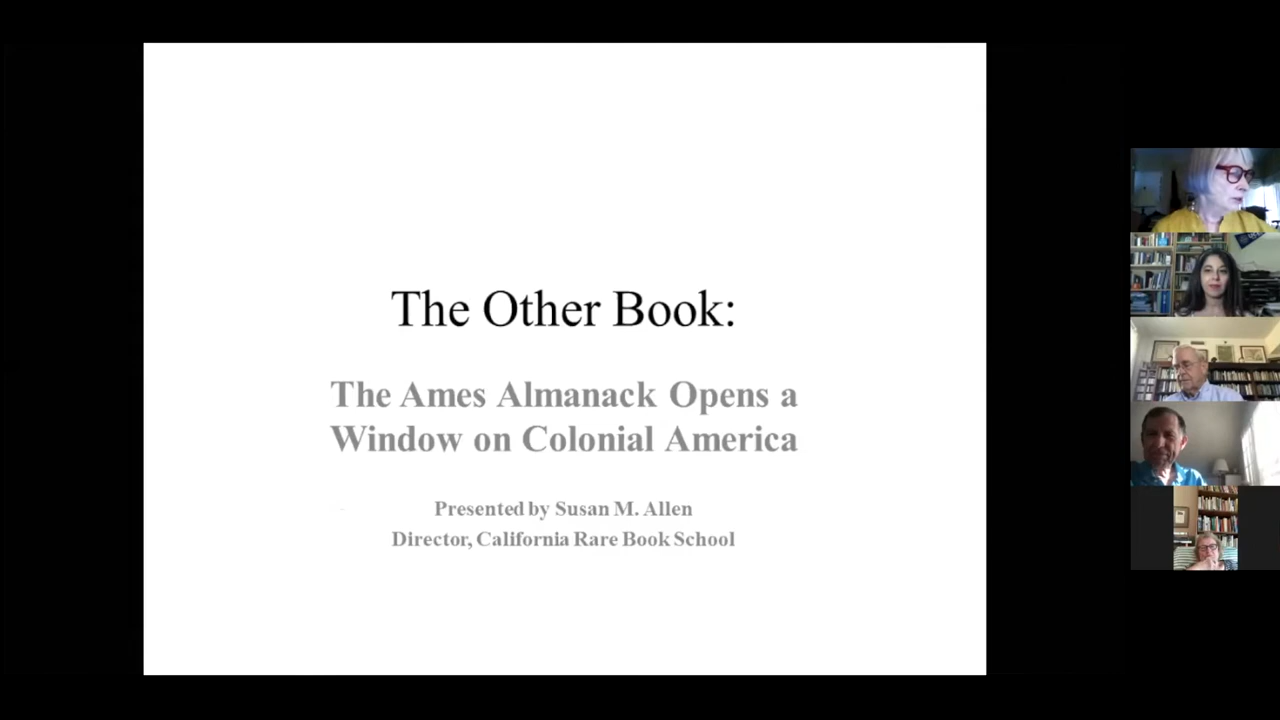 The Other Book:
The Ames Almanack Opens a
Window on Colonial America
Presented by Susan M. Allen
Director, California Rare Book School